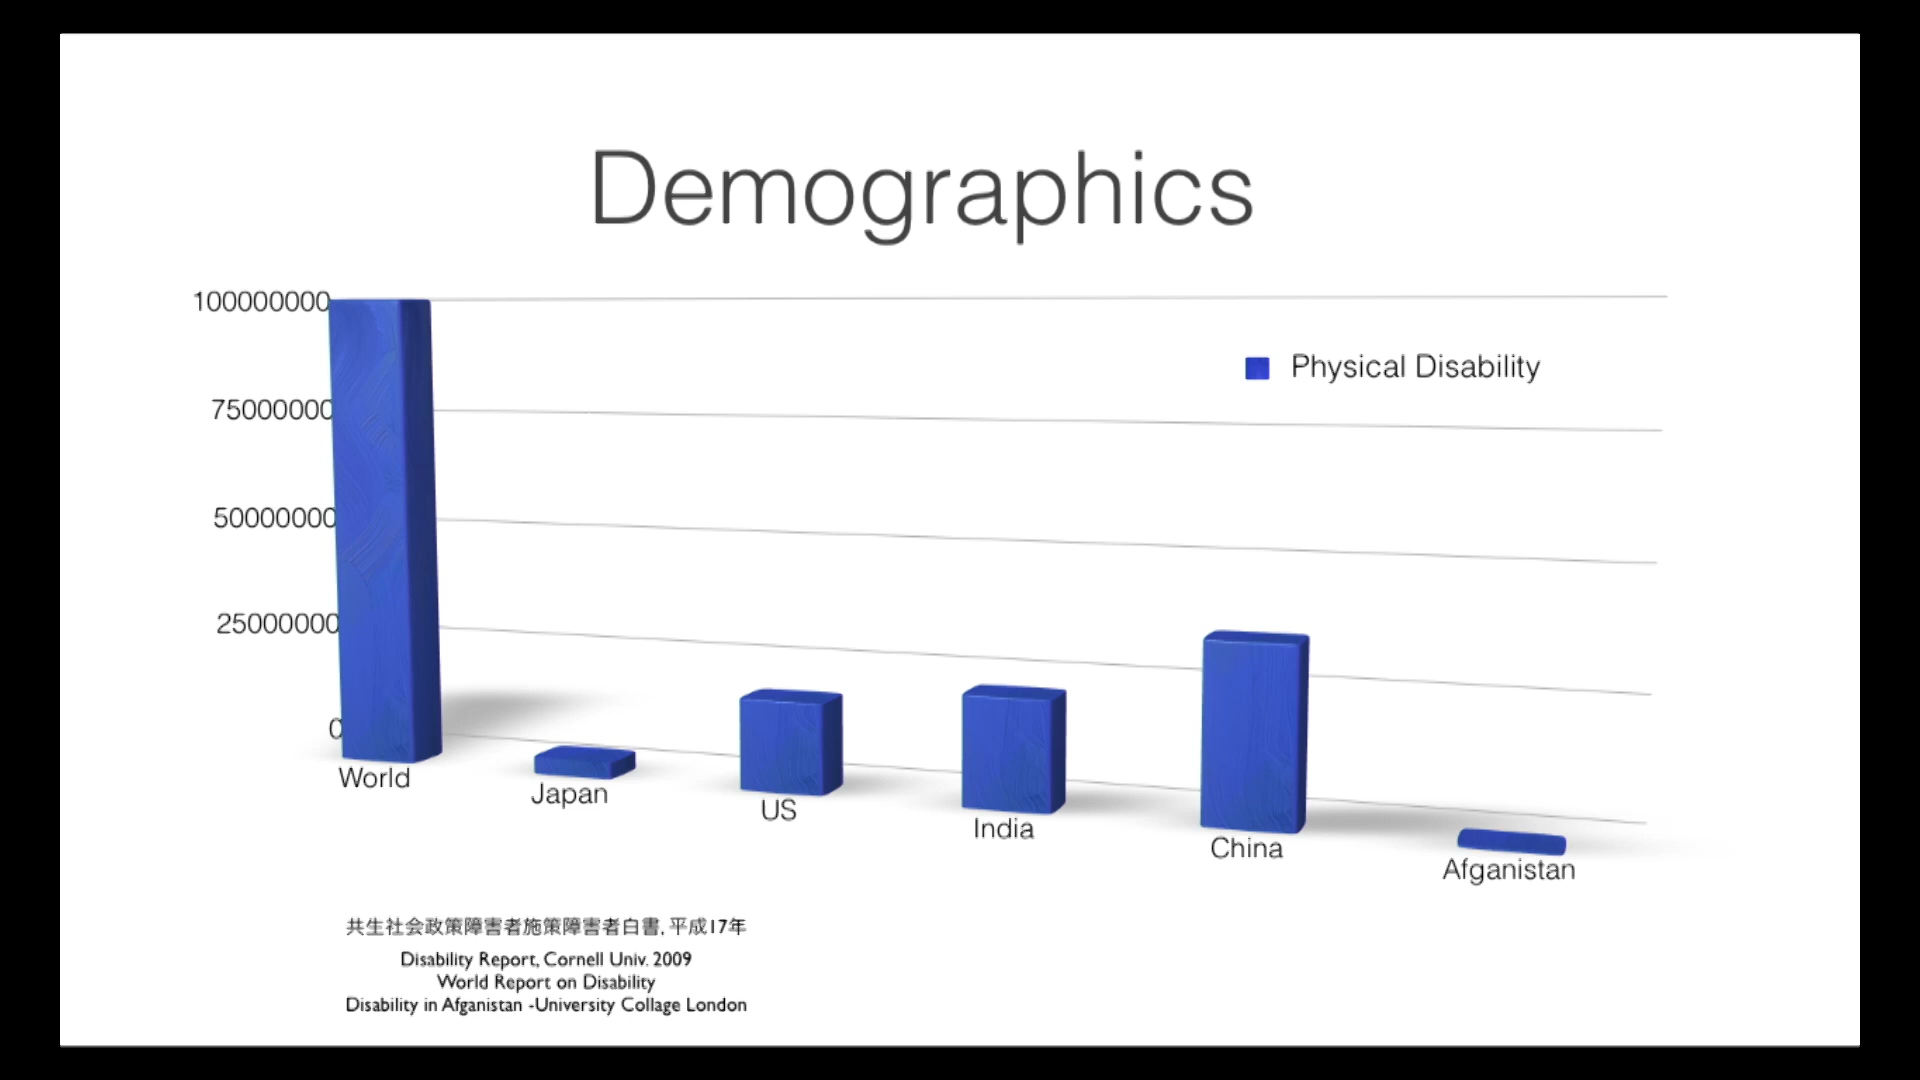 Demographics
100000000
75000000
50000000
25000000
0
Physical Disability
World
Japan
US
India
China
Afganistan
共生社会政策障害者施策障害者白書, 平成17年
Disability Report, Cornell Univ. 2009
World Report on Disability
Disability in Afganistan -University Collage London